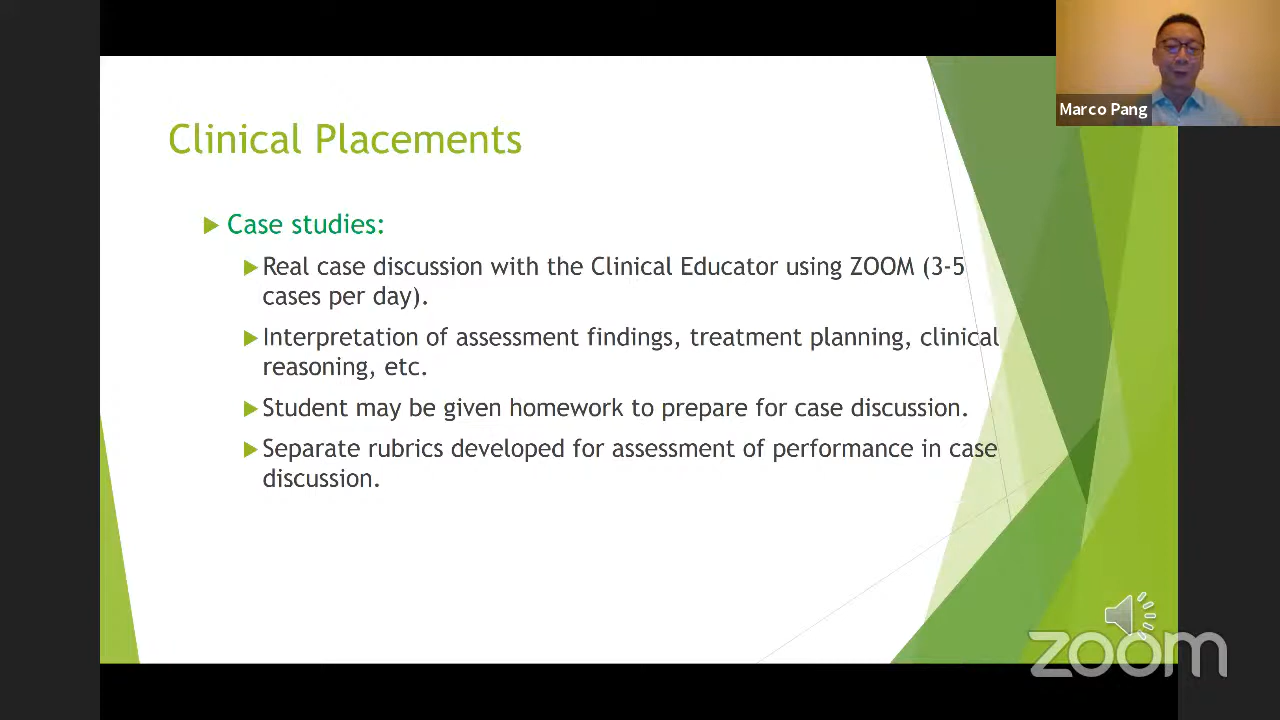 Marco Pang
Clinical Placements
Case studies:
Real case discussion with the Clinical Educator using ZOOM (3-5
cases per day).
Interpretation of assessment findings, treatment planning, clinical
reasoning, etc.
Student may be given homework to prepare for case discussion.
Separate rubrics developed for assessment of performance in case
discussion.
zoom